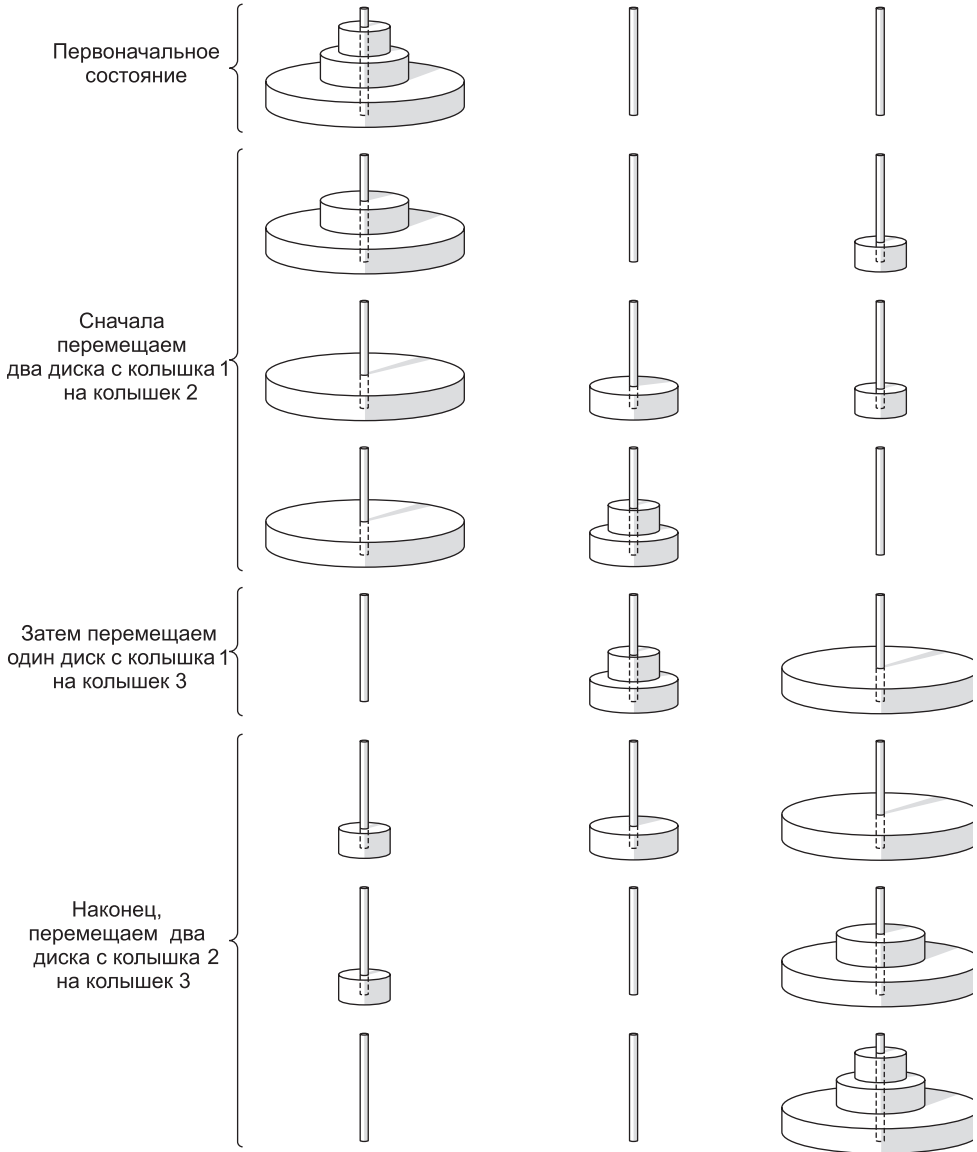 Первоначальное
состояние
Сначала
перемещаем
два диска с колышка 1
на колышек 2
Затем перемещаем
один диск с колышка 1
на колышек 3
Наконец,
перемещаем два
диска с колышка 2
на колышек 3